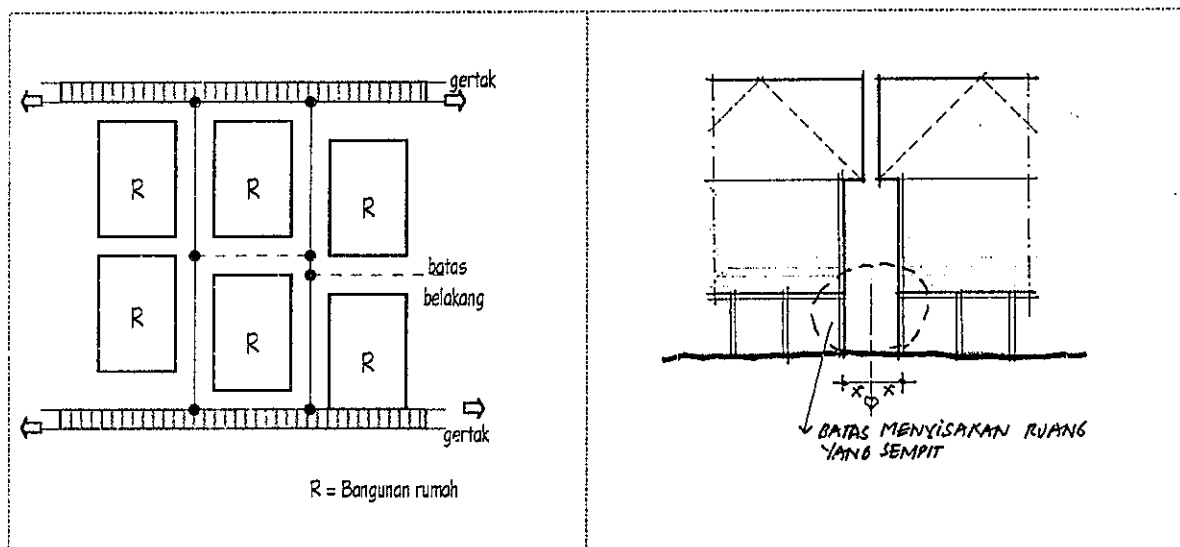 gertak
R
R
R
batas
belakang
R
R
R
gertak
R = Bangunan rumah
x x
BATAS MENYISAKAN RUANG
YANG SEMPIT